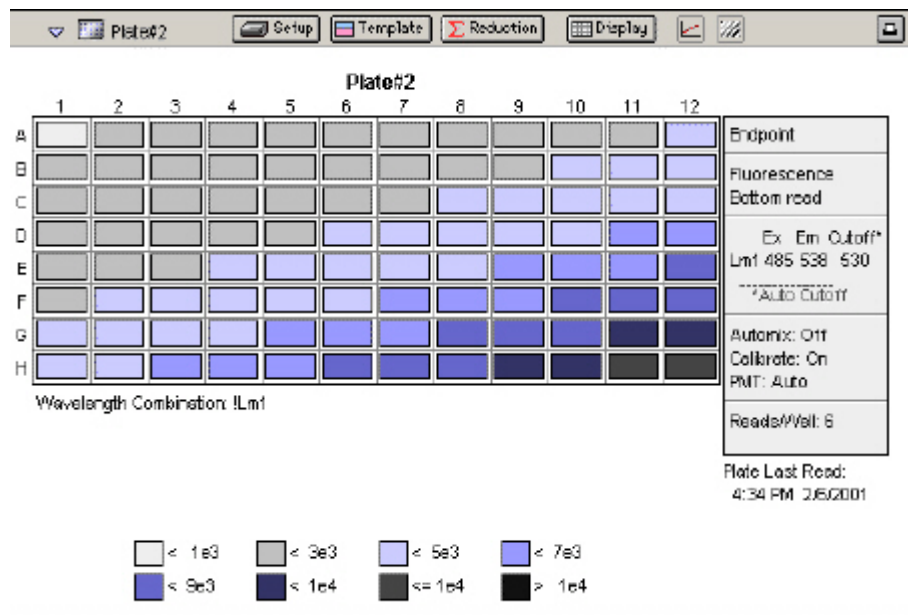 Plate#2 Setup Template Reduction Display
Plate#2
1 2 3 4 5 6 7 8 9 10 11 12
A
B
C
D
E
F
G
H
Endpoint
Fluorescence
Bottom read
Ex Em Cutoff*
Lm1 485 538 530
*Auto Cutoff
Automix: Off
Calibrate: On
PMT: Auto
Reads/Well: 6
Wavelength Combination: !Lm1
Plate Last Read:
4:34 PM 2/6/2001
< 1e3 < 3e3 < 5e3 < 7e3
< 9e3 < 1e4 <= 1e4 > 1e4